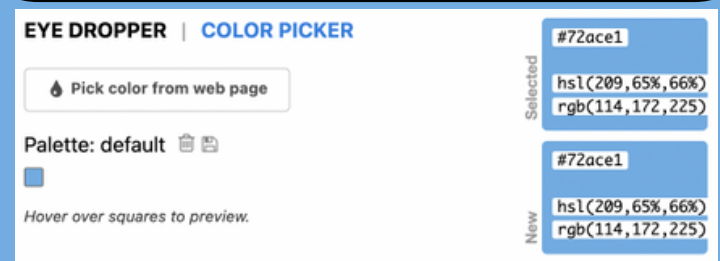 EYE DROPPER | COLOR PICKER
Pick color from web page
Palette: default
Hover over squares to preview.
Selected
#72ace1
hsl(209,65%,66%)
rgb(114,172,225)
New
#72ace1
hsl(209,65%,66%)
rgb(114,172,225)